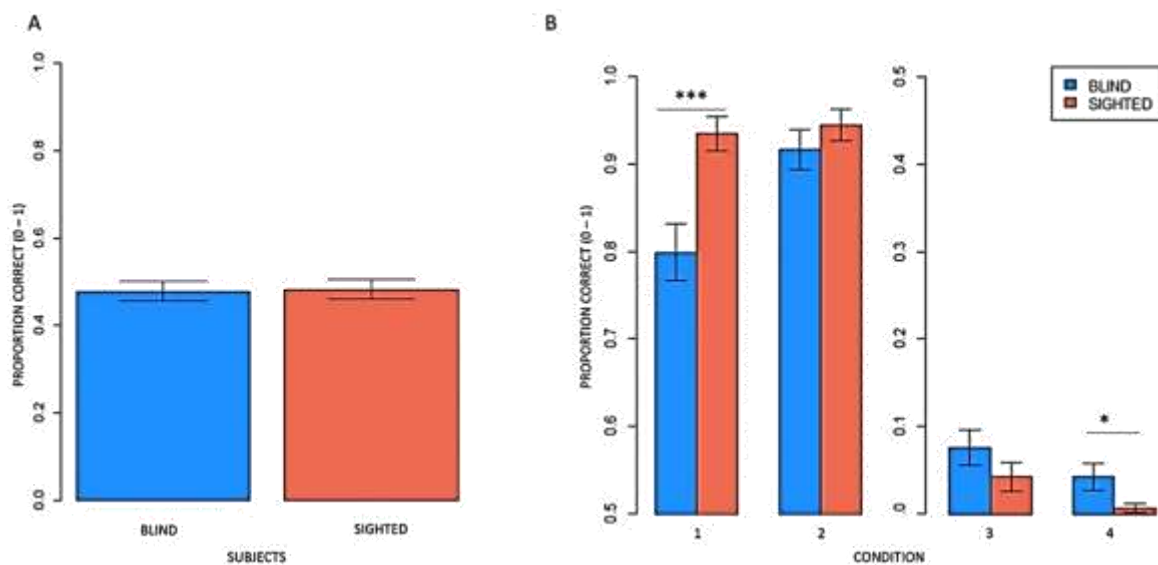 A
PROPORTION CORRECT (0 – 1)
1.0
0.8
0.6
0.4
0.2
0.0
BLIND
SIGHTED
SUBJECTS
B
PROPORTION CORRECT (0 – 1)
1.0
0.9
0.8
0.7
0.6
0.5
***
1
2
0.5
0.4
0.3
0.2
0.1
0
*
3
4
CONDITION
BLIND
SIGHTED